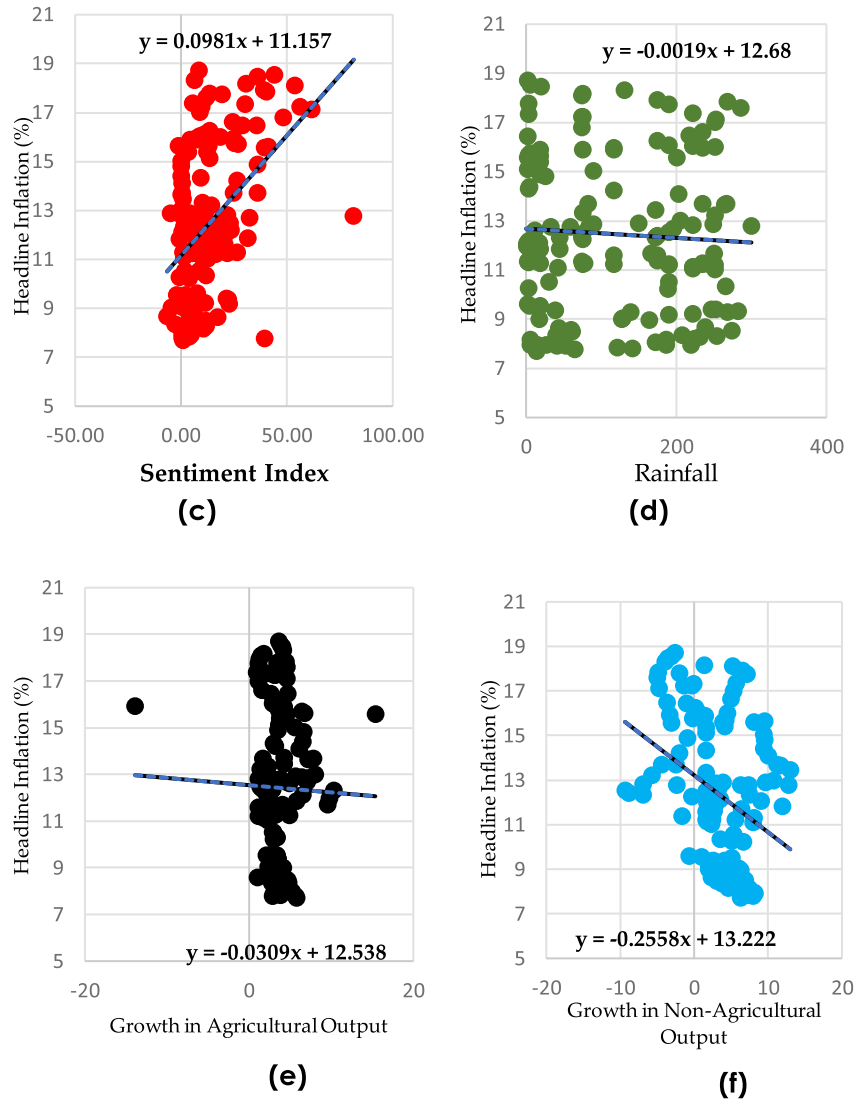 21
19
17
15
13
11
9
7
5
Headline Inflation (%)
y = 0.0981x + 11.157
-50.00 0.00 50.00 100.00
Sentiment Index
(c)
21
19
17
15
13
11
9
7
5
Headline Inflation (%)
y = -0.0019x + 12.68
0 200 400
Rainfall
(d)
21
19
17
15
13
11
9
7
5
Headline Inflation (%)
y = -0.0309x + 12.538
-20 0 20
Growth in Agricultural Output
(e)
21
19
17
15
13
11
9
7
5
Headline Inflation (%)
y = -0.2558x + 13.222
-20 -10 0 10 20
Growth in Non-Agricultural
Output
(f)